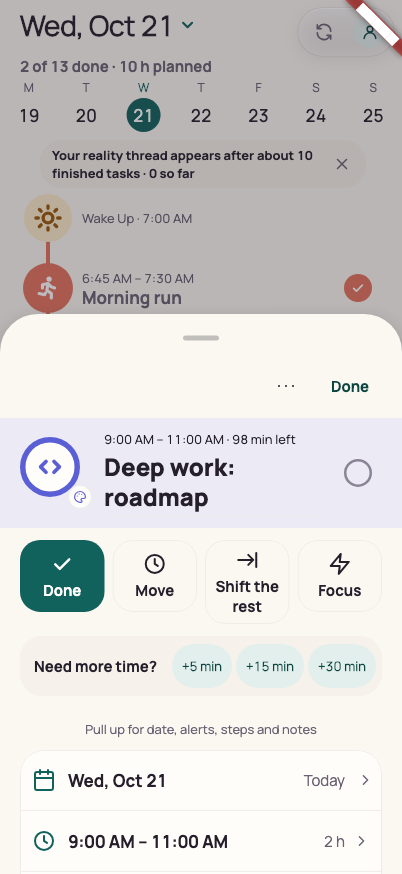 Wed, Oct 21
2 of 13 done · 10 h planned
M T W T F S S
19 20 21 22 23 24 25
Your reality thread appears after about 10
finished tasks · 0 so far
Wake Up · 7:00 AM
6:45 AM – 7:30 AM
Morning run
... Done
9:00 AM – 11:00 AM · 98 min left
Deep work:
roadmap
Done Move Shift the
rest Focus
Need more time? +5 min +15 min +30 min
Pull up for date, alerts, steps and notes
Wed, Oct 21 Today
9:00 AM – 11:00 AM 2 h